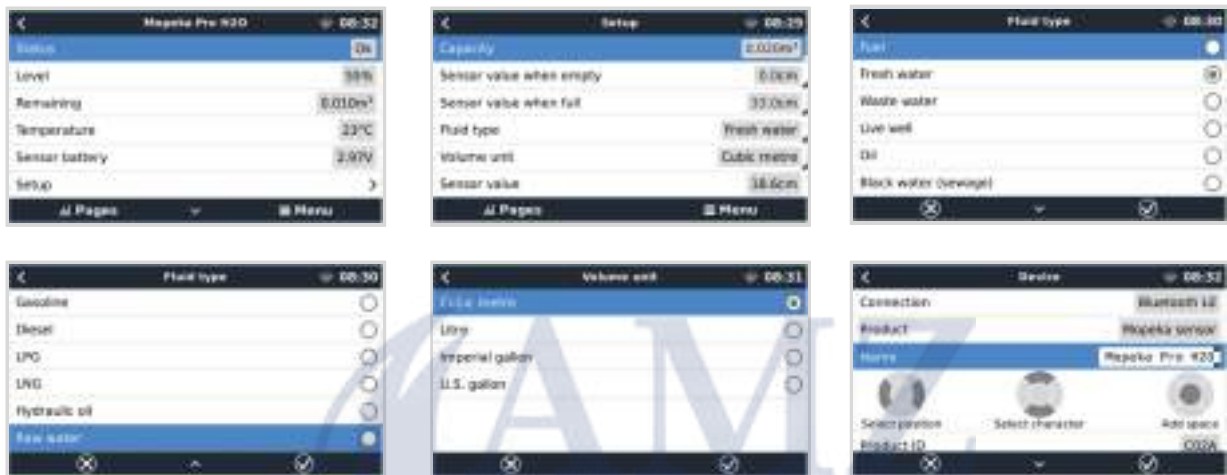 Mopeka Pro H2O 08:32
Status Ok
Level 59%
Remaining 0.010m³
Temperature 23°C
Sensor battery 2.97V
Setup
Pages Menu
Setup 08:29
Capacity 0.020m³
Sensor value when empty 0.0cm
Sensor value when full 33.0cm
Fluid type Fresh water
Volume unit Cubic metre
Sensor value 18.6cm
Pages Menu
Fluid type 08:30
Fuel
Fresh water
Waste water
Live well
Oil
Black water (sewage)
Fluid type 08:30
Gasoline
Diesel
LPG
LNG
Hydraulic oil
Raw water
Volume unit 08:31
Cubic metre
Litre
Imperial gallon
U.S. gallon
Device 08:32
Connection Bluetooth LE
Product Mopeka sensor
Name Mopeka Pro H20
Select position Select character Add space
Product ID C02A
AMZ